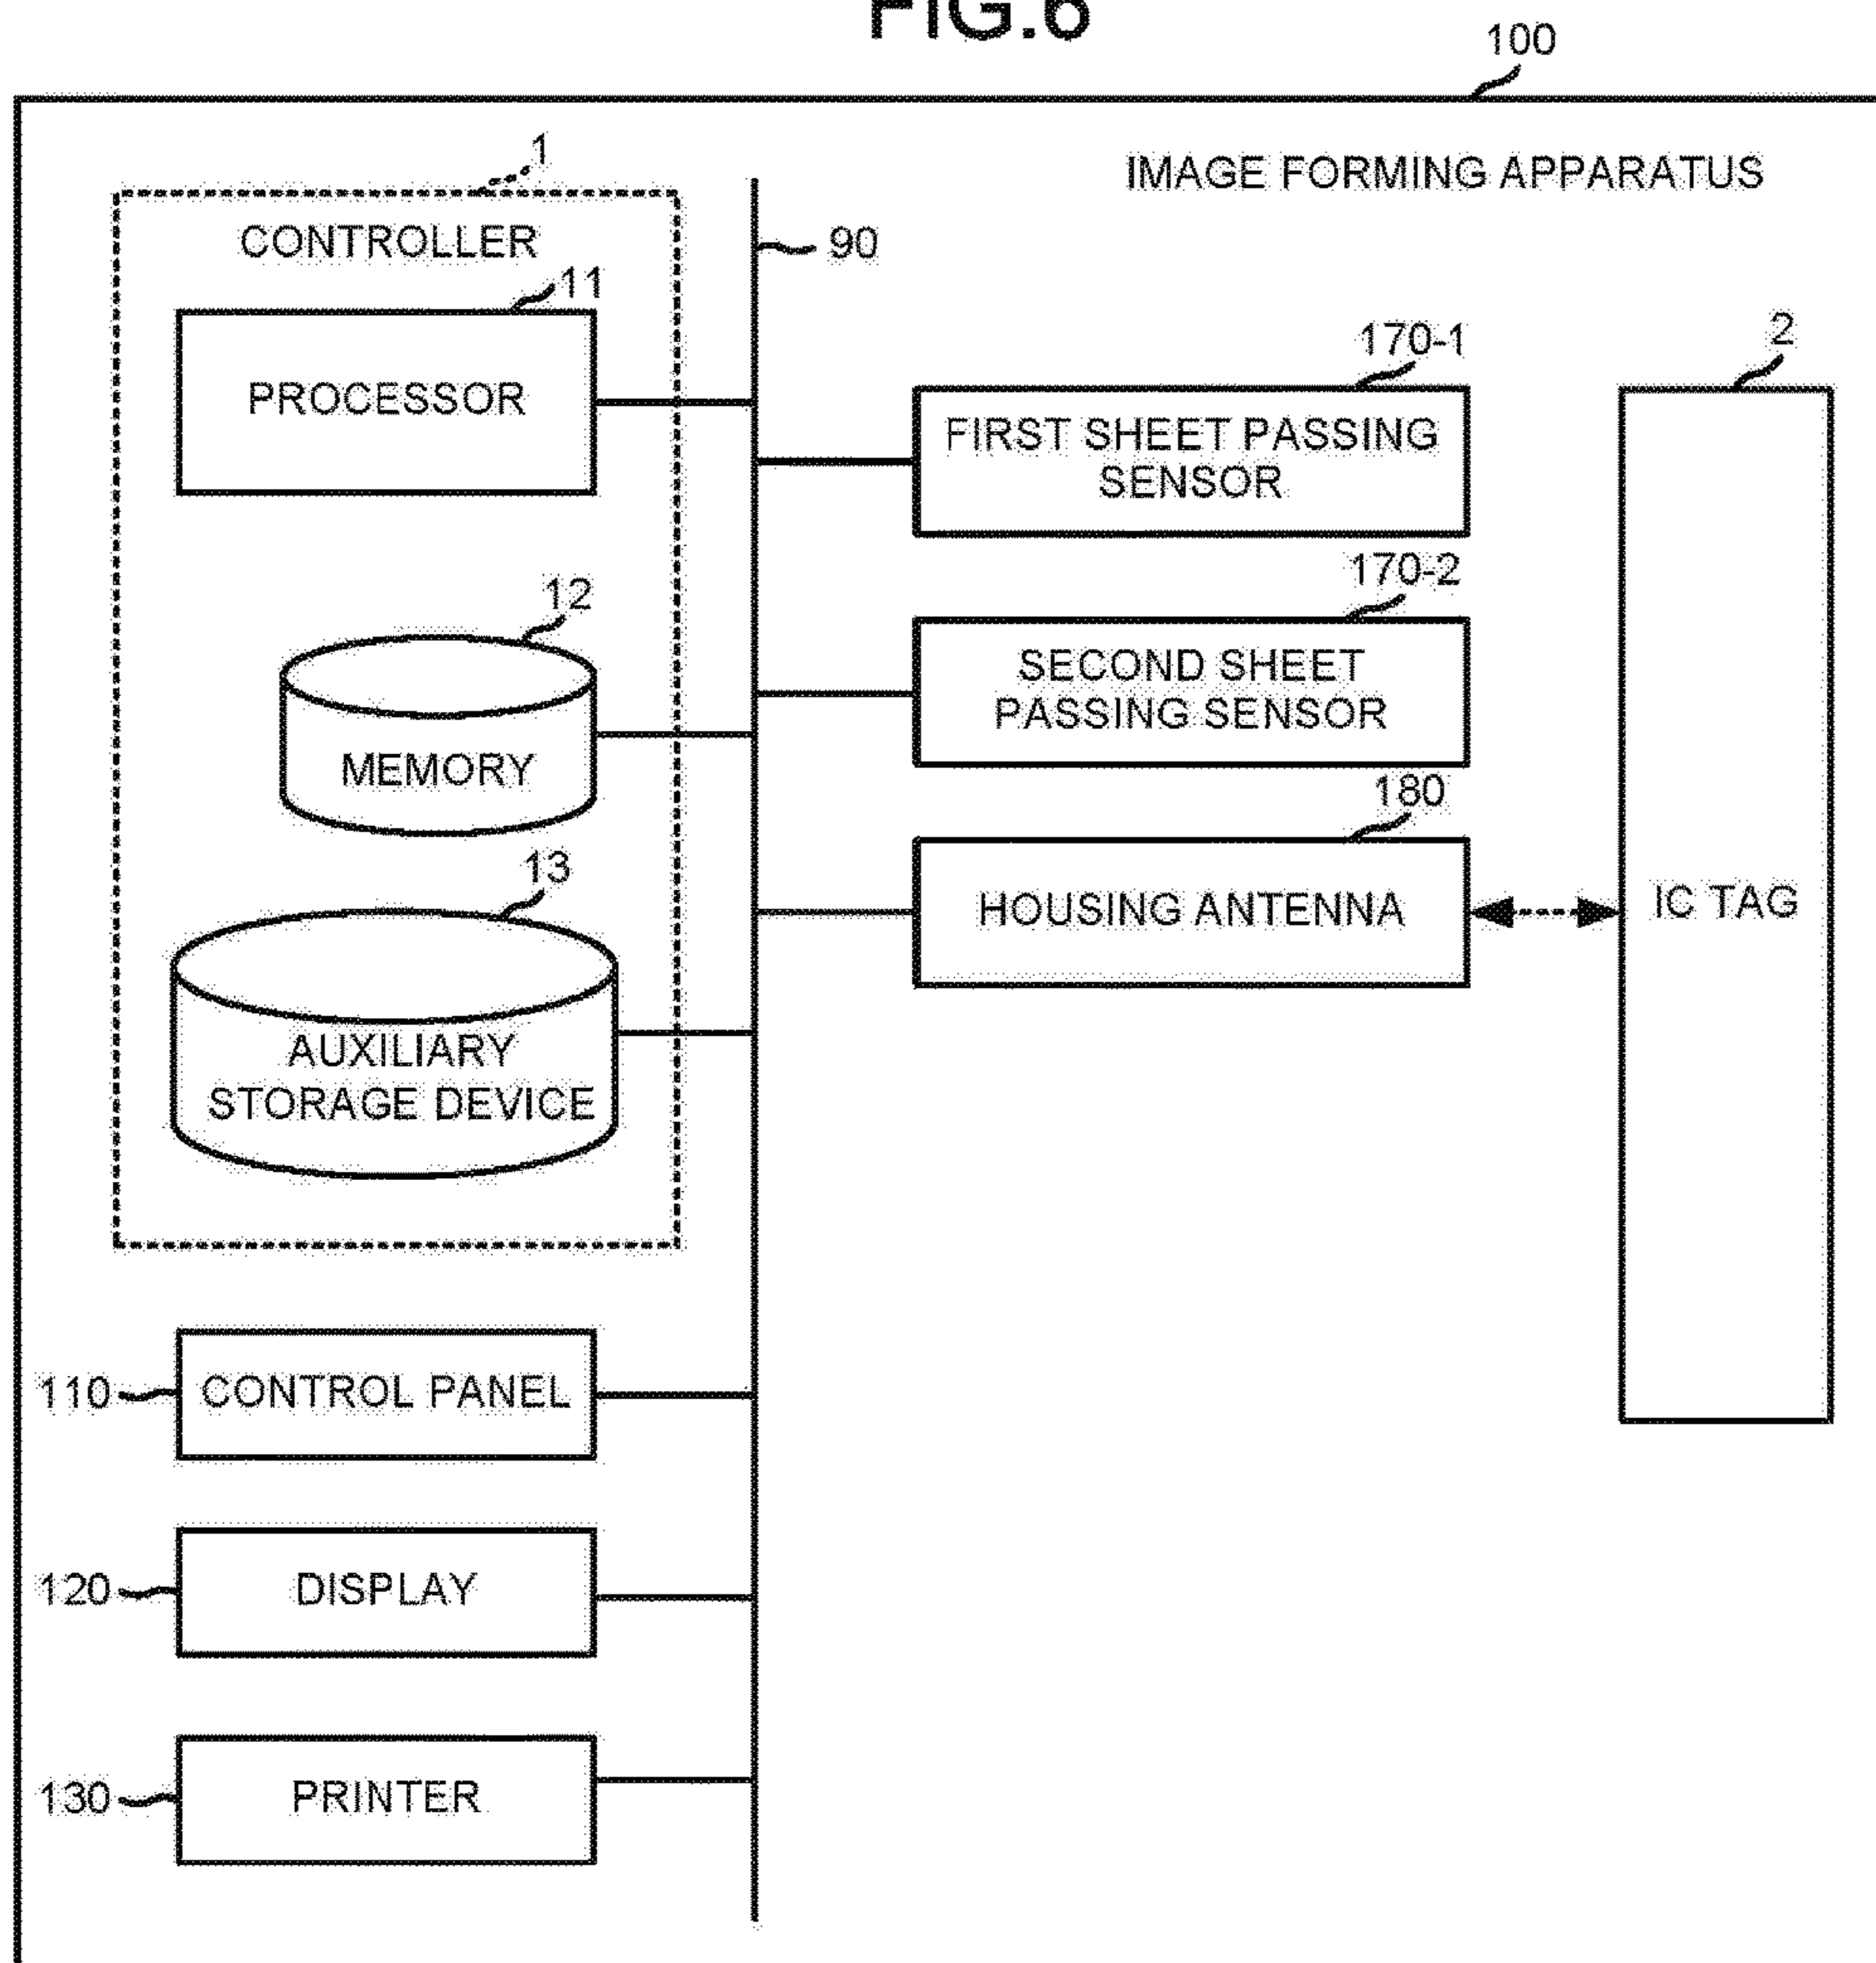 FIG.6
100
IMAGE FORMING APPARATUS
1
CONTROLLER
90
11
PROCESSOR
170-1
FIRST SHEET PASSING
SENSOR
2
IC TAG
12
MEMORY
170-2
SECOND SHEET
PASSING SENSOR
180
HOUSING ANTENNA
13
AUXILIARY
STORAGE DEVICE
110
CONTROL PANEL
120
DISPLAY
130
PRINTER